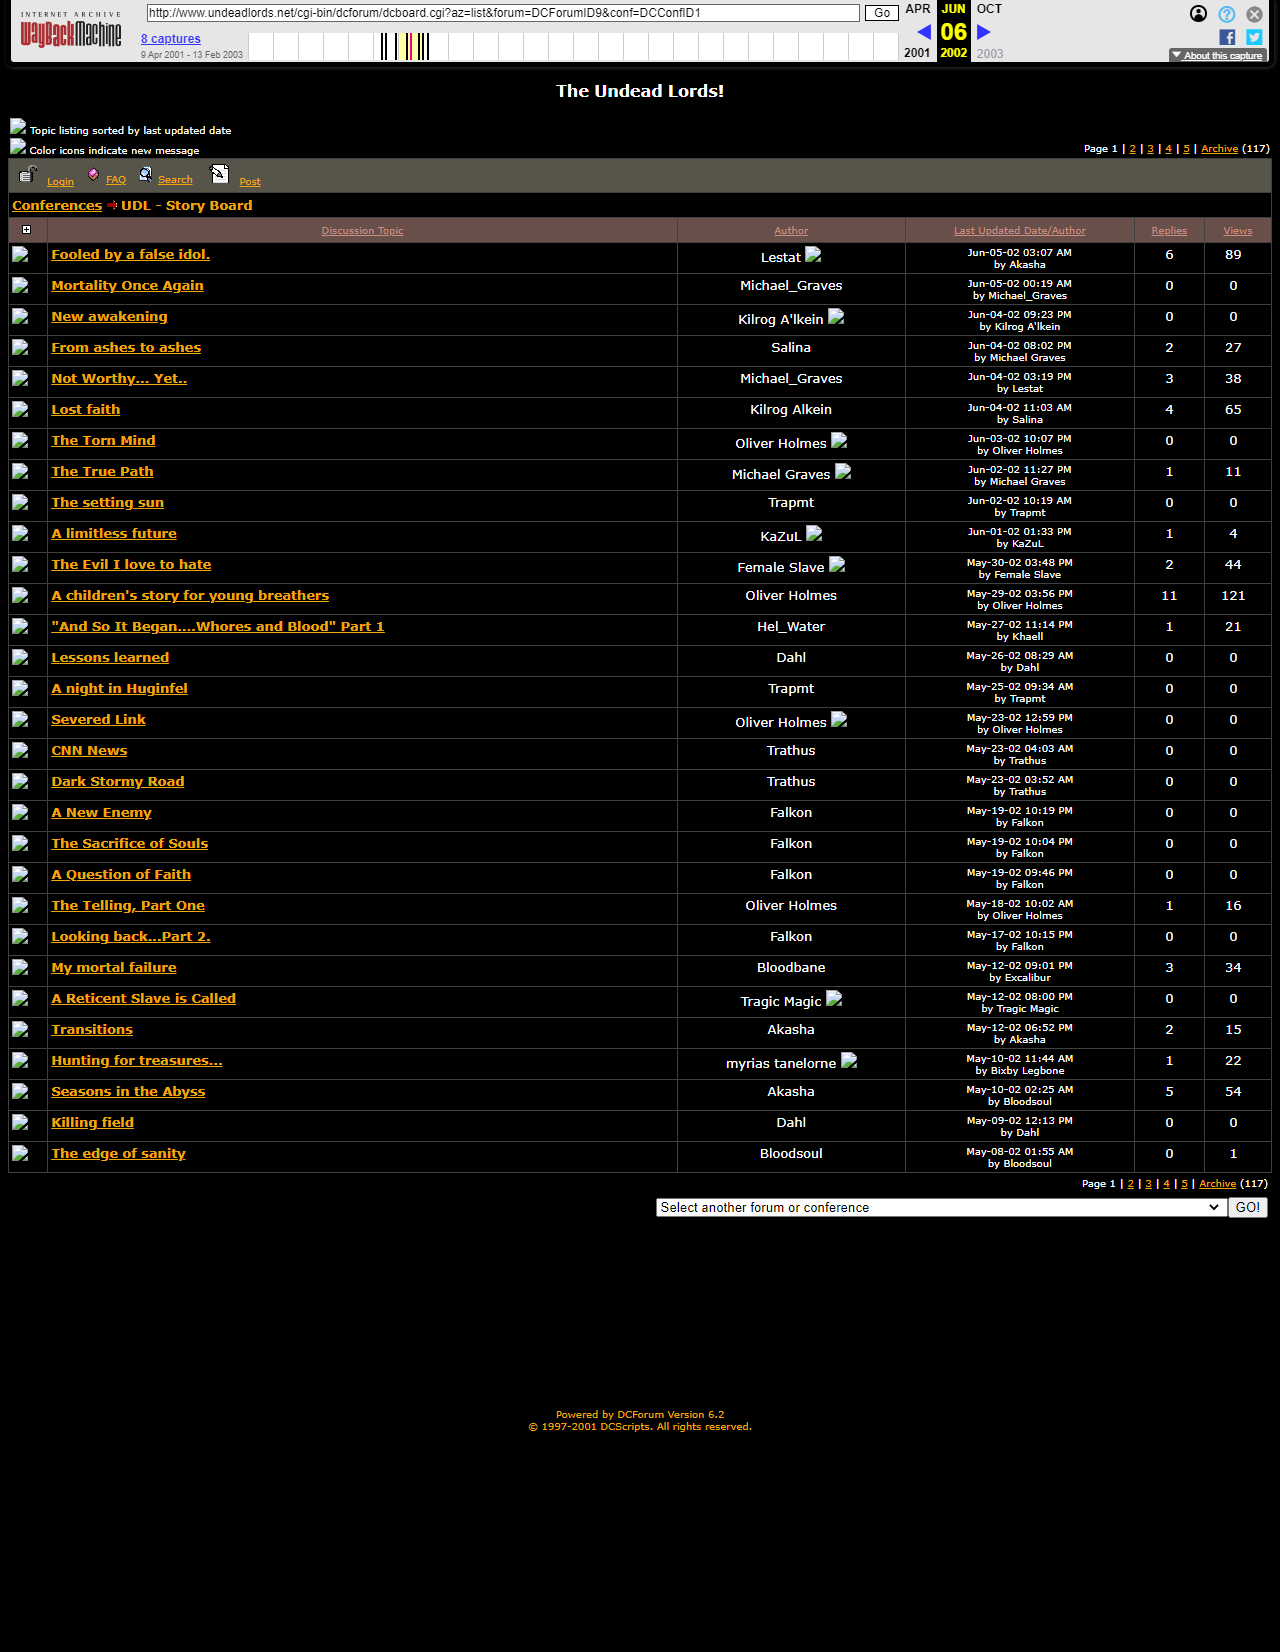 INTERNET ARCHIVE
WayBackMachine
http://www.undeadlords.net/cgi-bin/dcforum/dcboard.cgi?az=list&forum=DCForumID9&conf=DCConfID1
Go
APR JUN OCT
8 captures
06
9 Apr 2001 - 13 Feb 2003
2001 2002 2003
About this capture
The Undead Lords!
Topic listing sorted by last updated date
Color icons indicate new message
Page 1 | 2 | 3 | 4 | 5 | Archive (117)
Login FAQ Search Post
Conferences UDL - Story Board
Discussion Topic Author Last Updated Date/Author Replies Views
Fooled by a false idol. Lestat Jun-05-02 03:07 AM 6 89
by Akasha
Mortality Once Again Michael_Graves Jun-05-02 00:19 AM 0 0
by Michael_Graves
New awakening Kilrog A'lkein Jun-04-02 09:23 PM 0 0
by Kilrog A'lkein
From ashes to ashes Salina Jun-04-02 08:02 PM 2 27
by Michael Graves
Not Worthy... Yet.. Michael_Graves Jun-04-02 03:19 PM 3 38
by Lestat
Lost faith Kilrog Alkein Jun-04-02 11:03 AM 4 65
by Salina
The Torn Mind Oliver Holmes Jun-03-02 10:07 PM 0 0
by Oliver Holmes
The True Path Michael Graves Jun-02-02 11:27 PM 1 11
by Michael Graves
The setting sun Trapmt Jun-02-02 10:19 AM 0 0
by Trapmt
A limitless future KaZuL Jun-01-02 01:33 PM 1 4
by KaZuL
The Evil I love to hate Female Slave May-30-02 03:48 PM 2 44
by Female Slave
A children's story for young breathers Oliver Holmes May-29-02 03:56 PM 11 121
by Oliver Holmes
"And So It Began....Whores and Blood" Part 1 Hel_Water May-27-02 11:14 PM 1 21
by Khaell
Lessons learned Dahl May-26-02 08:29 AM 0 0
by Dahl
A night in Huginfel Trapmt May-25-02 09:34 AM 0 0
by Trapmt
Severed Link Oliver Holmes May-23-02 12:59 PM 0 0
by Oliver Holmes
CNN News Trathus May-23-02 04:03 AM 0 0
by Trathus
Dark Stormy Road Trathus May-23-02 03:52 AM 0 0
by Trathus
A New Enemy Falkon May-19-02 10:19 PM 0 0
by Falkon
The Sacrifice of Souls Falkon May-19-02 10:04 PM 0 0
by Falkon
A Question of Faith Falkon May-19-02 09:46 PM 0 0
by Falkon
The Telling, Part One Oliver Holmes May-18-02 10:02 AM 1 16
by Oliver Holmes
Looking back...Part 2. Falkon May-17-02 10:15 PM 0 0
by Falkon
My mortal failure Bloodbane May-12-02 09:01 PM 3 34
by Excalibur
A Reticent Slave is Called Tragic Magic May-12-02 08:00 PM 0 0
by Tragic Magic
Transitions Akasha May-12-02 06:52 PM 2 15
by Akasha
Hunting for treasures... myrias tanelorne May-10-02 11:44 AM 1 22
by Bixby Legbone
Seasons in the Abyss Akasha May-10-02 02:25 AM 5 54
by Bloodsoul
Killing field Dahl May-09-02 12:13 PM 0 0
by Dahl
The edge of sanity Bloodsoul May-08-02 01:55 AM 0 1
by Bloodsoul
Page 1 | 2 | 3 | 4 | 5 | Archive (117)
Select another forum or conference GO!
Powered by DCForum Version 6.2
© 1997-2001 DCScripts. All rights reserved.